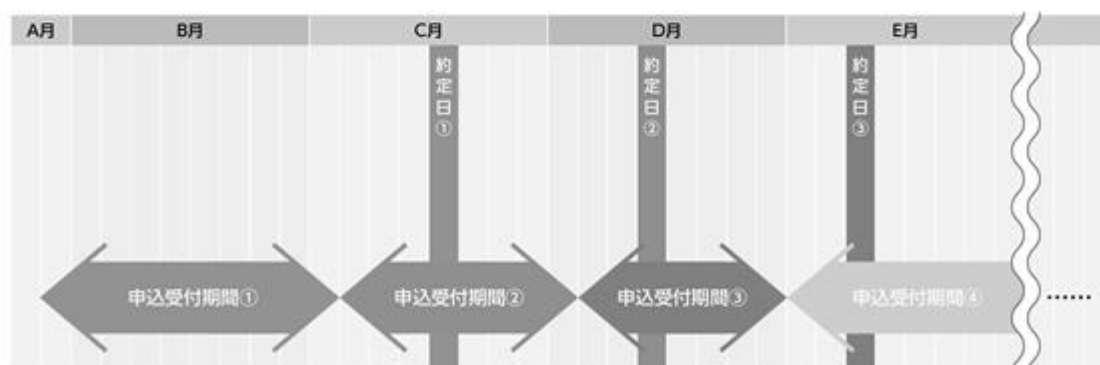 A月
B月
C月
D月
E月
約定日①
約定日②
約定日③
申込受付期間①
申込受付期間②
申込受付期間③
申込受付期間④
……